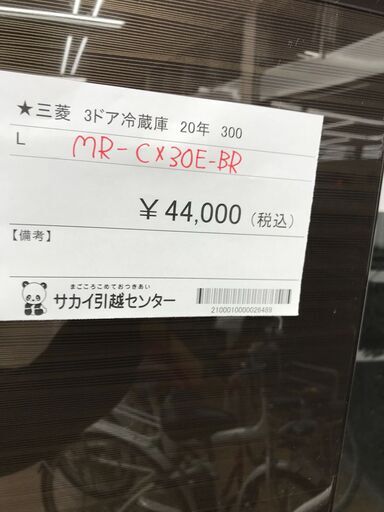 ★三菱 3ドア冷蔵庫 20年 300
L
MR-CX30E-BR
￥44,000（税込）
【備考】
まごころこめておつきあい
サカイ引越センター
2100010000026489